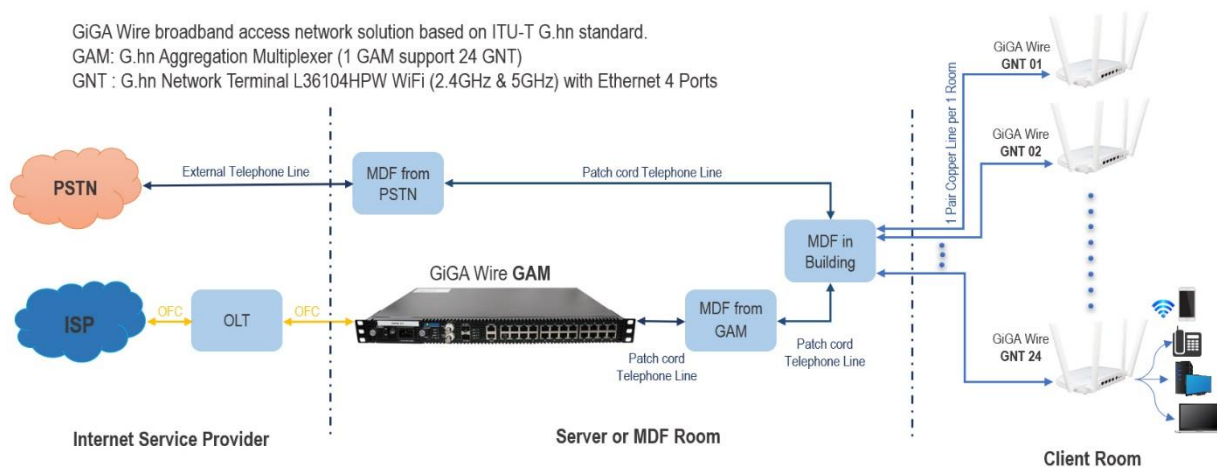 GiGA Wire broadband access network solution based on ITU-T G.hn standard.
GAM: G.hn Aggregation Multiplexer (1 GAM support 24 GNT)
GNT : G.hn Network Terminal L36104HPW WiFi (2.4GHz & 5GHz) with Ethernet 4 Ports
PSTN
External Telephone Line
MDF from
PSTN
Patch cord Telephone Line
MDF in
Building
1 Pair Copper Line per 1 Room
GiGA Wire
GNT 01
GiGA Wire
GNT 02
ISP
OFC
OLT
OFC
GiGA Wire GAM
Patch cord
Telephone Line
MDF from
GAM
Patch cord
Telephone Line
GiGA Wire
GNT 24
Internet Service Provider
Server or MDF Room
Client Room